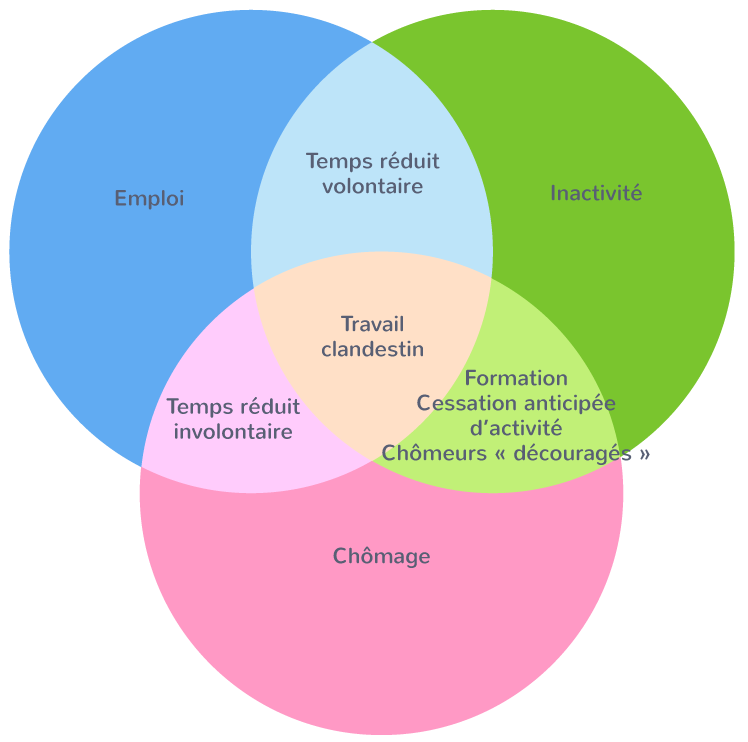 Temps réduit
volontaire
Emploi
Inactivité
Travail
clandestin
Temps réduit
involontaire
Formation
Cessation anticipée
d’activité
Chômeurs « découragés »
Chômage